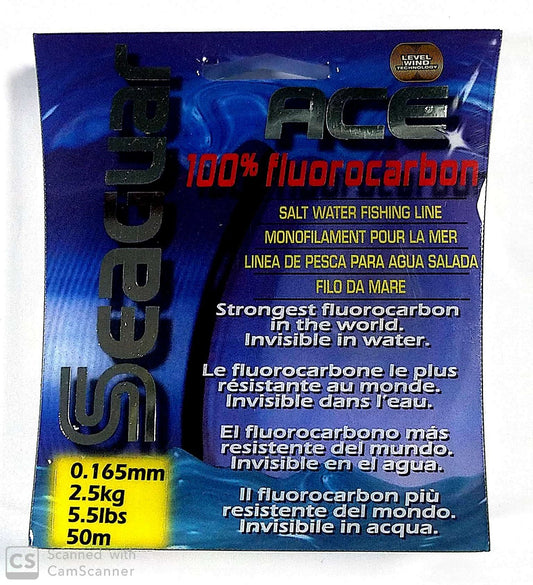 Seaguar
LEVEL
WIND
TECHNOLOGY
ACE
100% fluorocarbon
SALT WATER FISHING LINE
MONOFILAMENT POUR LA MER
LINEA DE PESCA PARA AGUA SALADA
FILO DA MARE
Strongest fluorocarbon
in the world.
Invisible in water.
Le fluorocarbone le plus
résistante au monde.
Invisible dans l'eau.
El fluorocarbono más
resistente del mundo.
Invisible en el agua.
Il fluorocarbon più
resistente del mondo.
Invisibile in acqua.
0.165mm
2.5kg
5.5lbs
50m
CS Scanned with
CamScanner